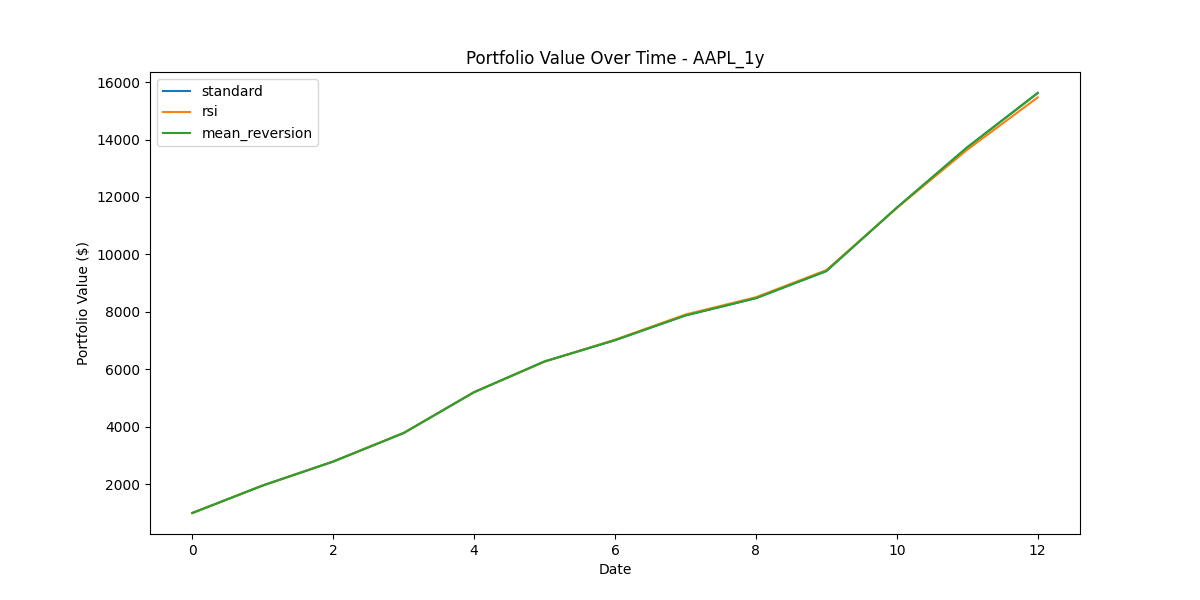 Portfolio Value Over Time - AAPL_1y
16000
14000
12000
10000
8000
6000
4000
2000
Portfolio Value ($)
standard
rsi
mean_reversion
0 2 4 6 8 10 12
Date